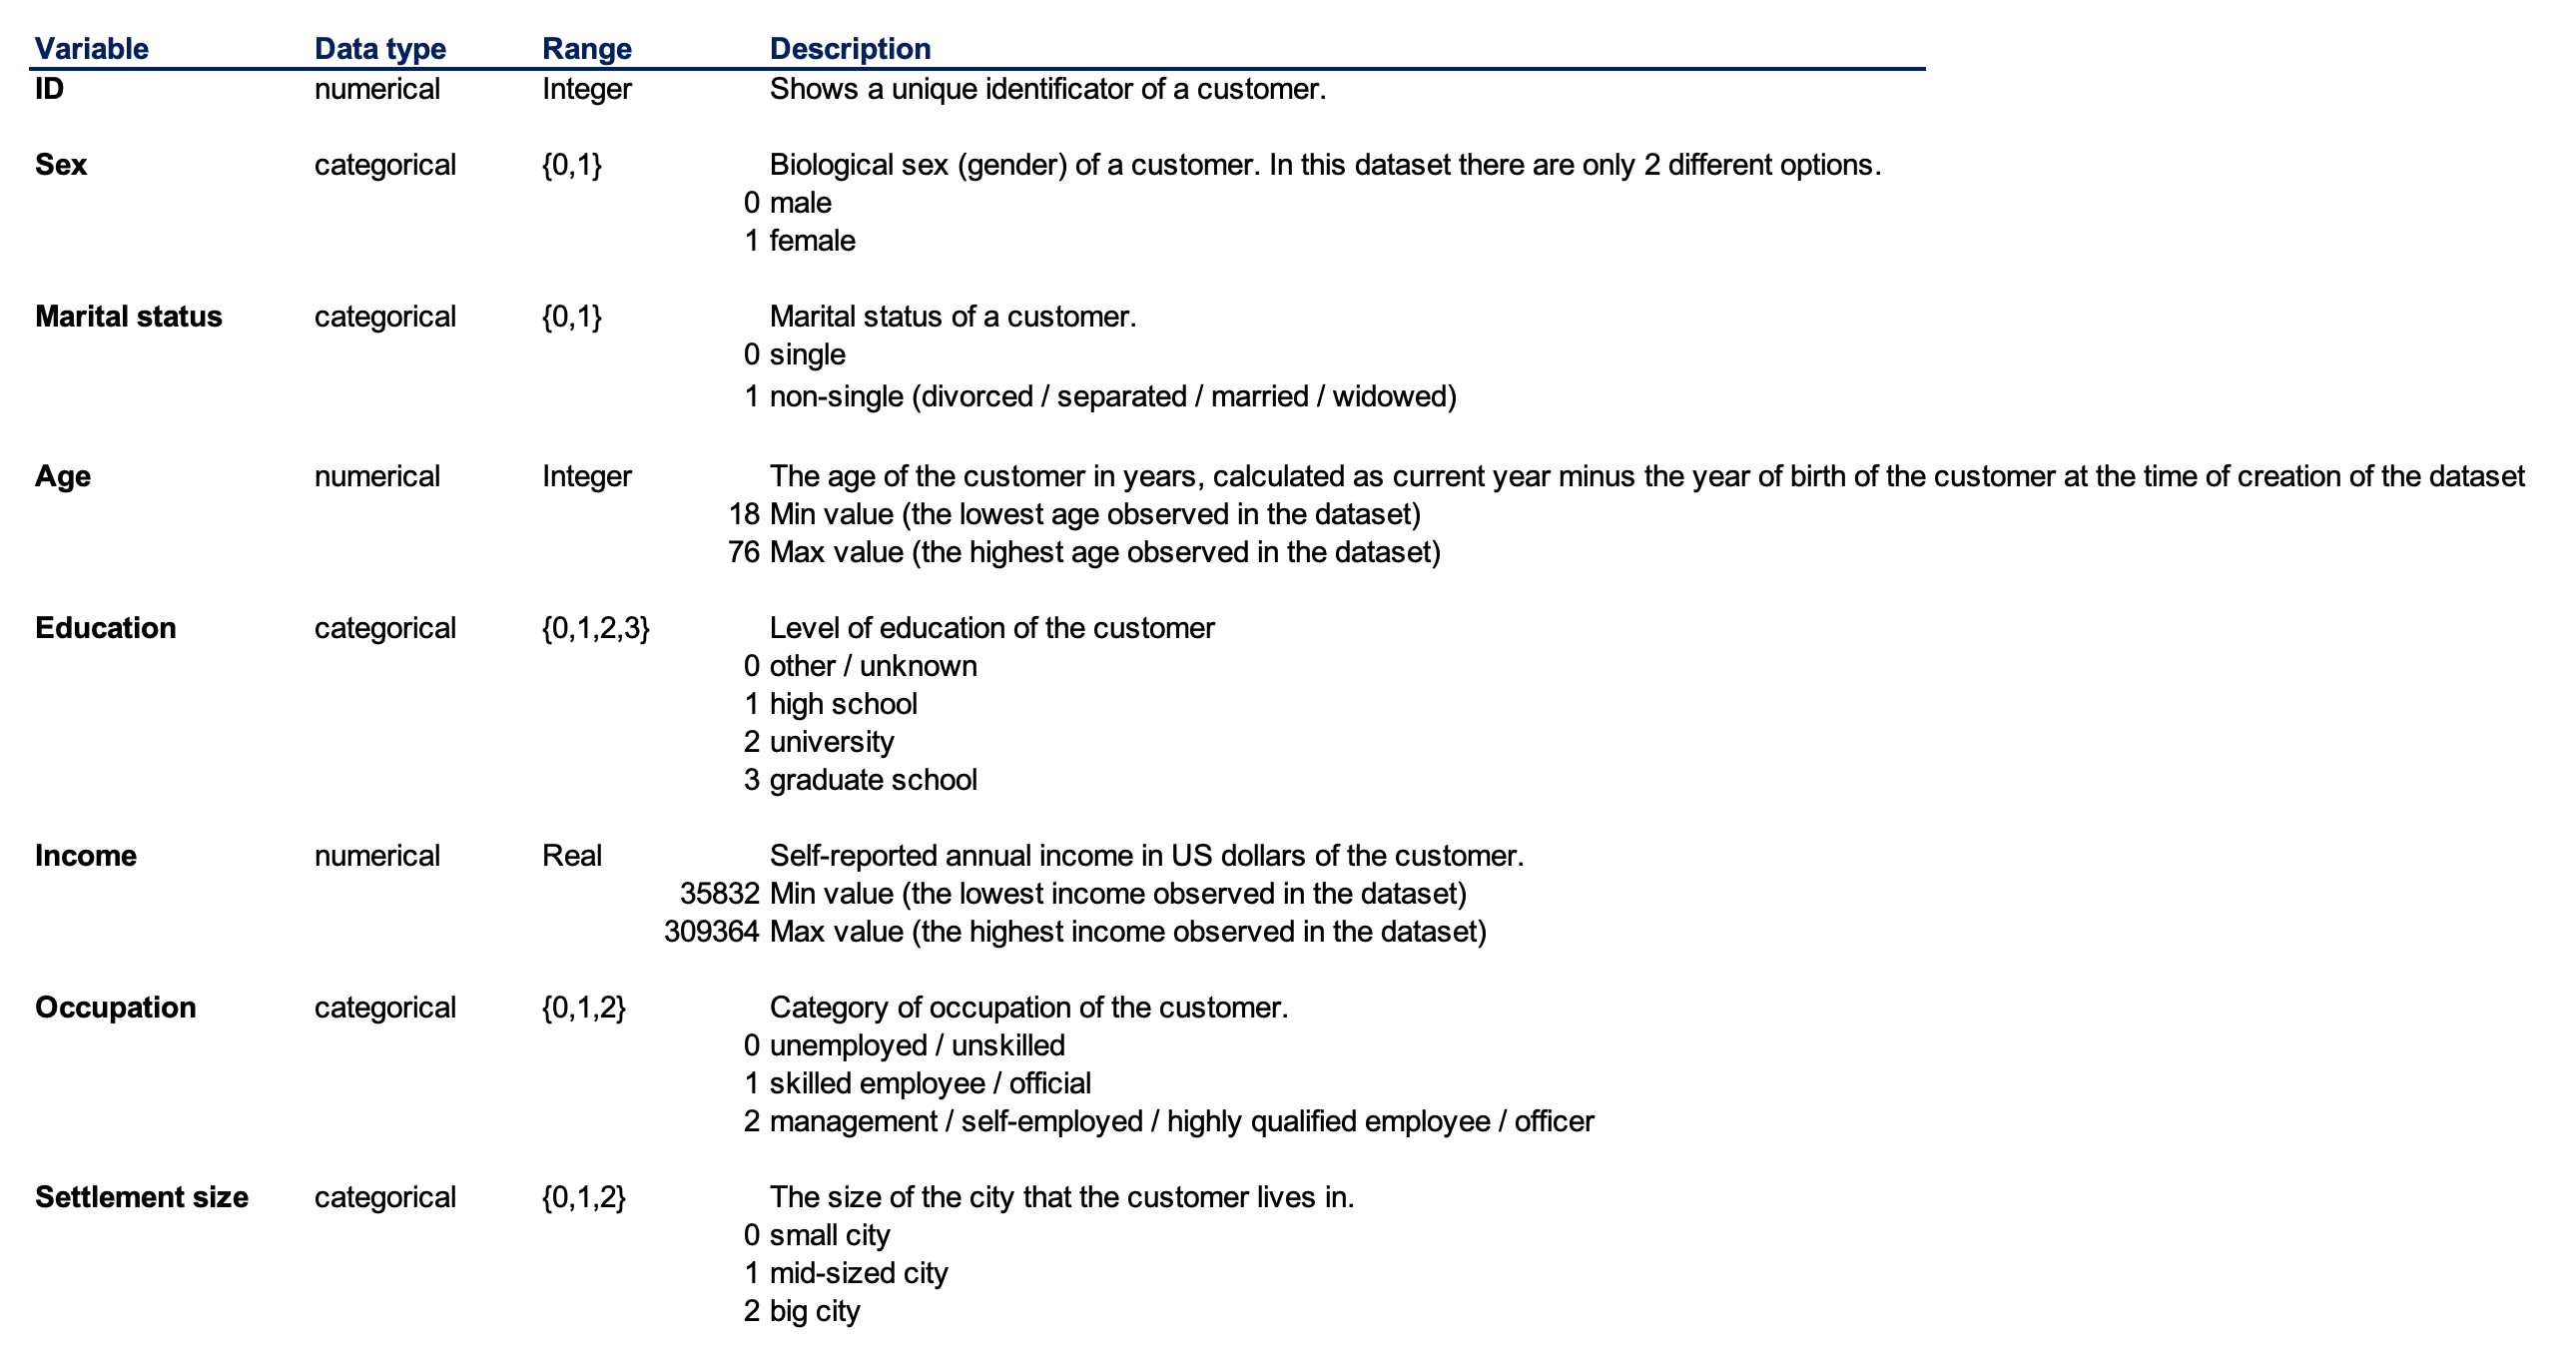 Variable Data type Range Description
ID numerical Integer Shows a unique identificator of a customer.
Sex categorical {0,1} Biological sex (gender) of a customer. In this dataset there are only 2 different options.
0 male
1 female
Marital status categorical {0,1} Marital status of a customer.
0 single
1 non-single (divorced / separated / married / widowed)
Age numerical Integer The age of the customer in years, calculated as current year minus the year of birth of the customer at the time of creation of the dataset
18 Min value (the lowest age observed in the dataset)
76 Max value (the highest age observed in the dataset)
Education categorical {0,1,2,3} Level of education of the customer
0 other / unknown
1 high school
2 university
3 graduate school
Income numerical Real Self-reported annual income in US dollars of the customer.
35832 Min value (the lowest income observed in the dataset)
309364 Max value (the highest income observed in the dataset)
Occupation categorical {0,1,2} Category of occupation of the customer.
0 unemployed / unskilled
1 skilled employee / official
2 management / self-employed / highly qualified employee / officer
Settlement size categorical {0,1,2} The size of the city that the customer lives in.
0 small city
1 mid-sized city
2 big city